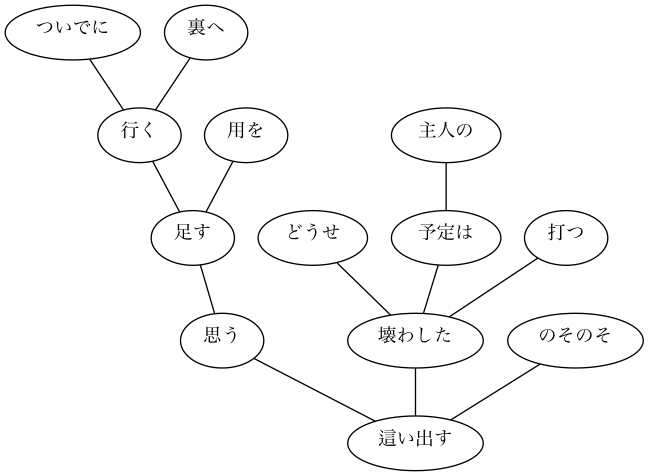 ついでに
裏へ
行く
用を
主人の
足す
どうせ
予定は
打つ
思う
壊わした
のそのそ
這い出す